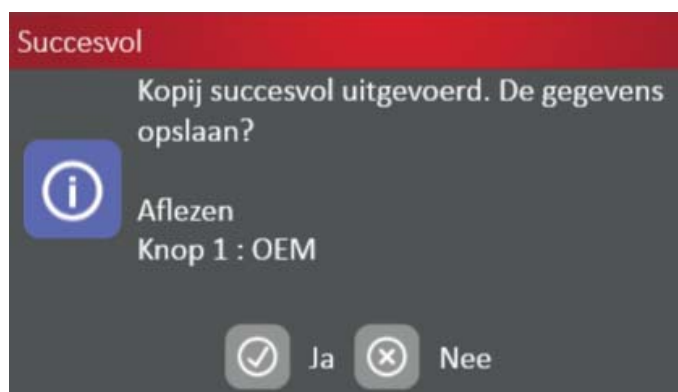 Succesvol
Kopij succesvol uitgevoerd. De gegevens
opslaan?
Aflezen
Knop 1 : OEM
Ja Nee